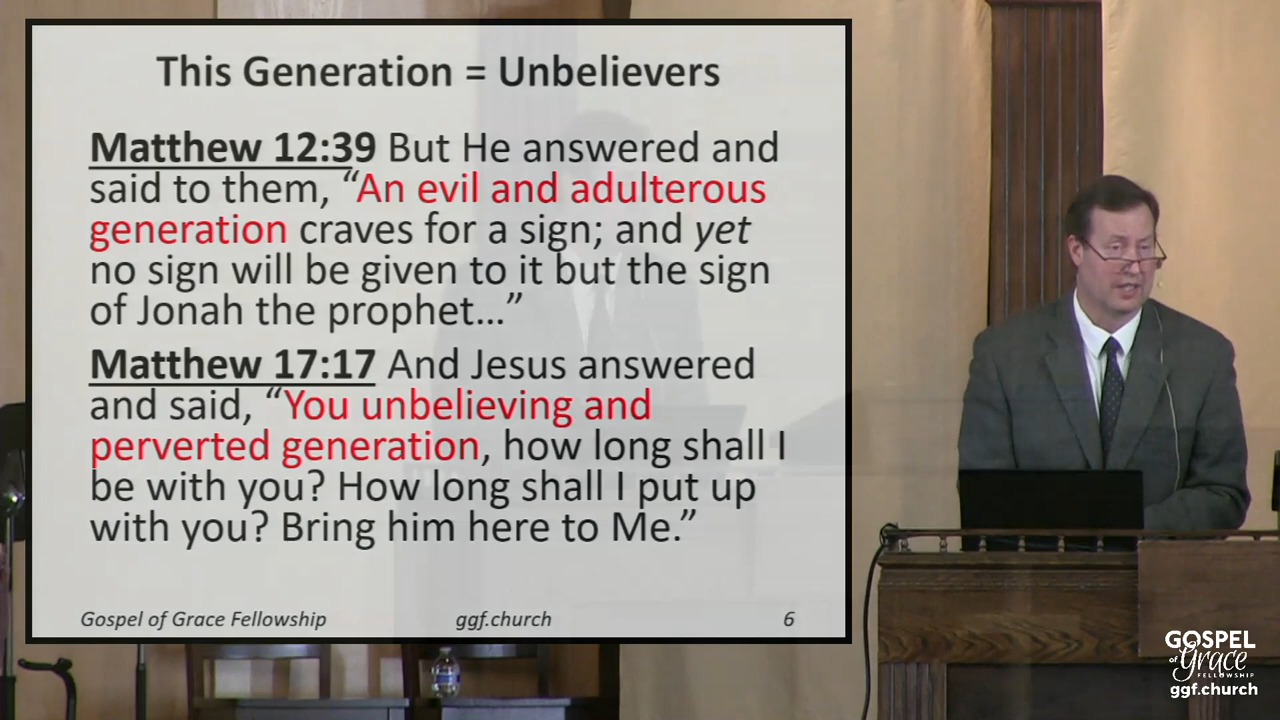 This Generation = Unbelievers
Matthew 12:39 But He answered and
said to them, “An evil and adulterous
generation craves for a sign; and yet
no sign will be given to it but the sign
of Jonah the prophet...”
Matthew 17:17 And Jesus answered
and said, “You unbelieving and
perverted generation, how long shall I
be with you? How long shall I put up
with you? Bring him here to Me.”
Gospel of Grace Fellowship ggf.church 6
GOSPEL
of Grace
FELLOWSHIP
ggf.church